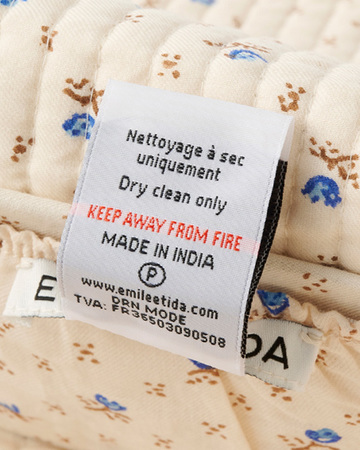 Nettoyage à sec
uniquement
Dry clean only
KEEP AWAY FROM FIRE
MADE IN INDIA
P
www.emileetida.com
DRN MODE
TVA: FR36503090508
E
DA